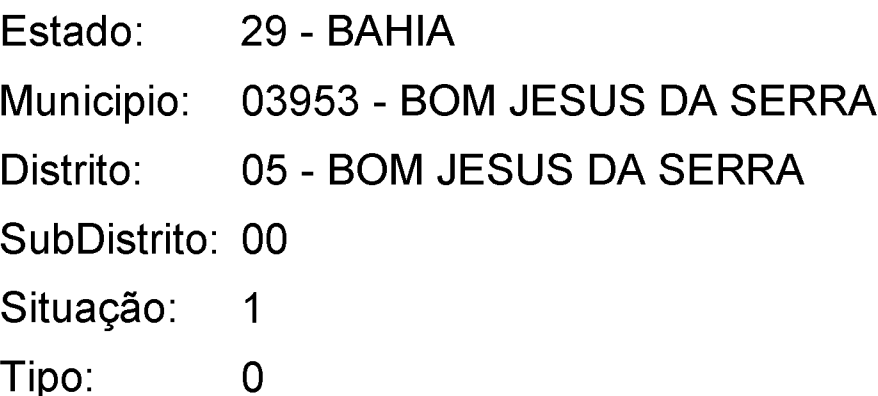 Estado: 29 - BAHIA
Municipio: 03953 - BOM JESUS DA SERRA
Distrito: 05 - BOM JESUS DA SERRA
SubDistrito: 00
Situação: 1
Tipo: 0